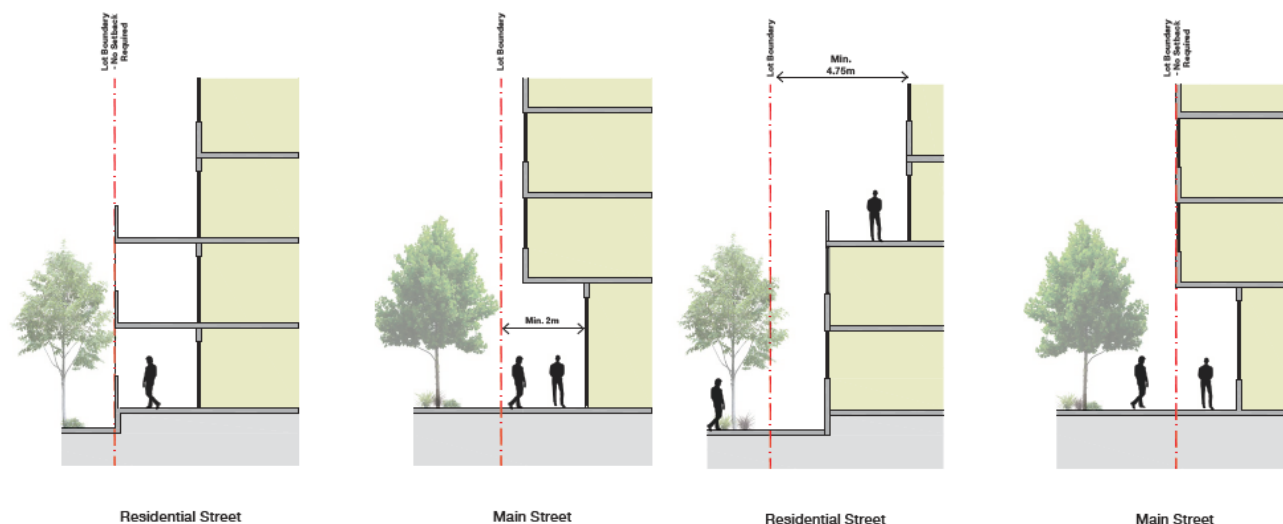 Lot Boundary
- No Setback
Required
Lot Boundary
Lot Boundary
Min.
4.75m
Lot Boundary
- No Setback
Required
Min. 2m
Residential Street
Main Street
Residential Street
Main Street